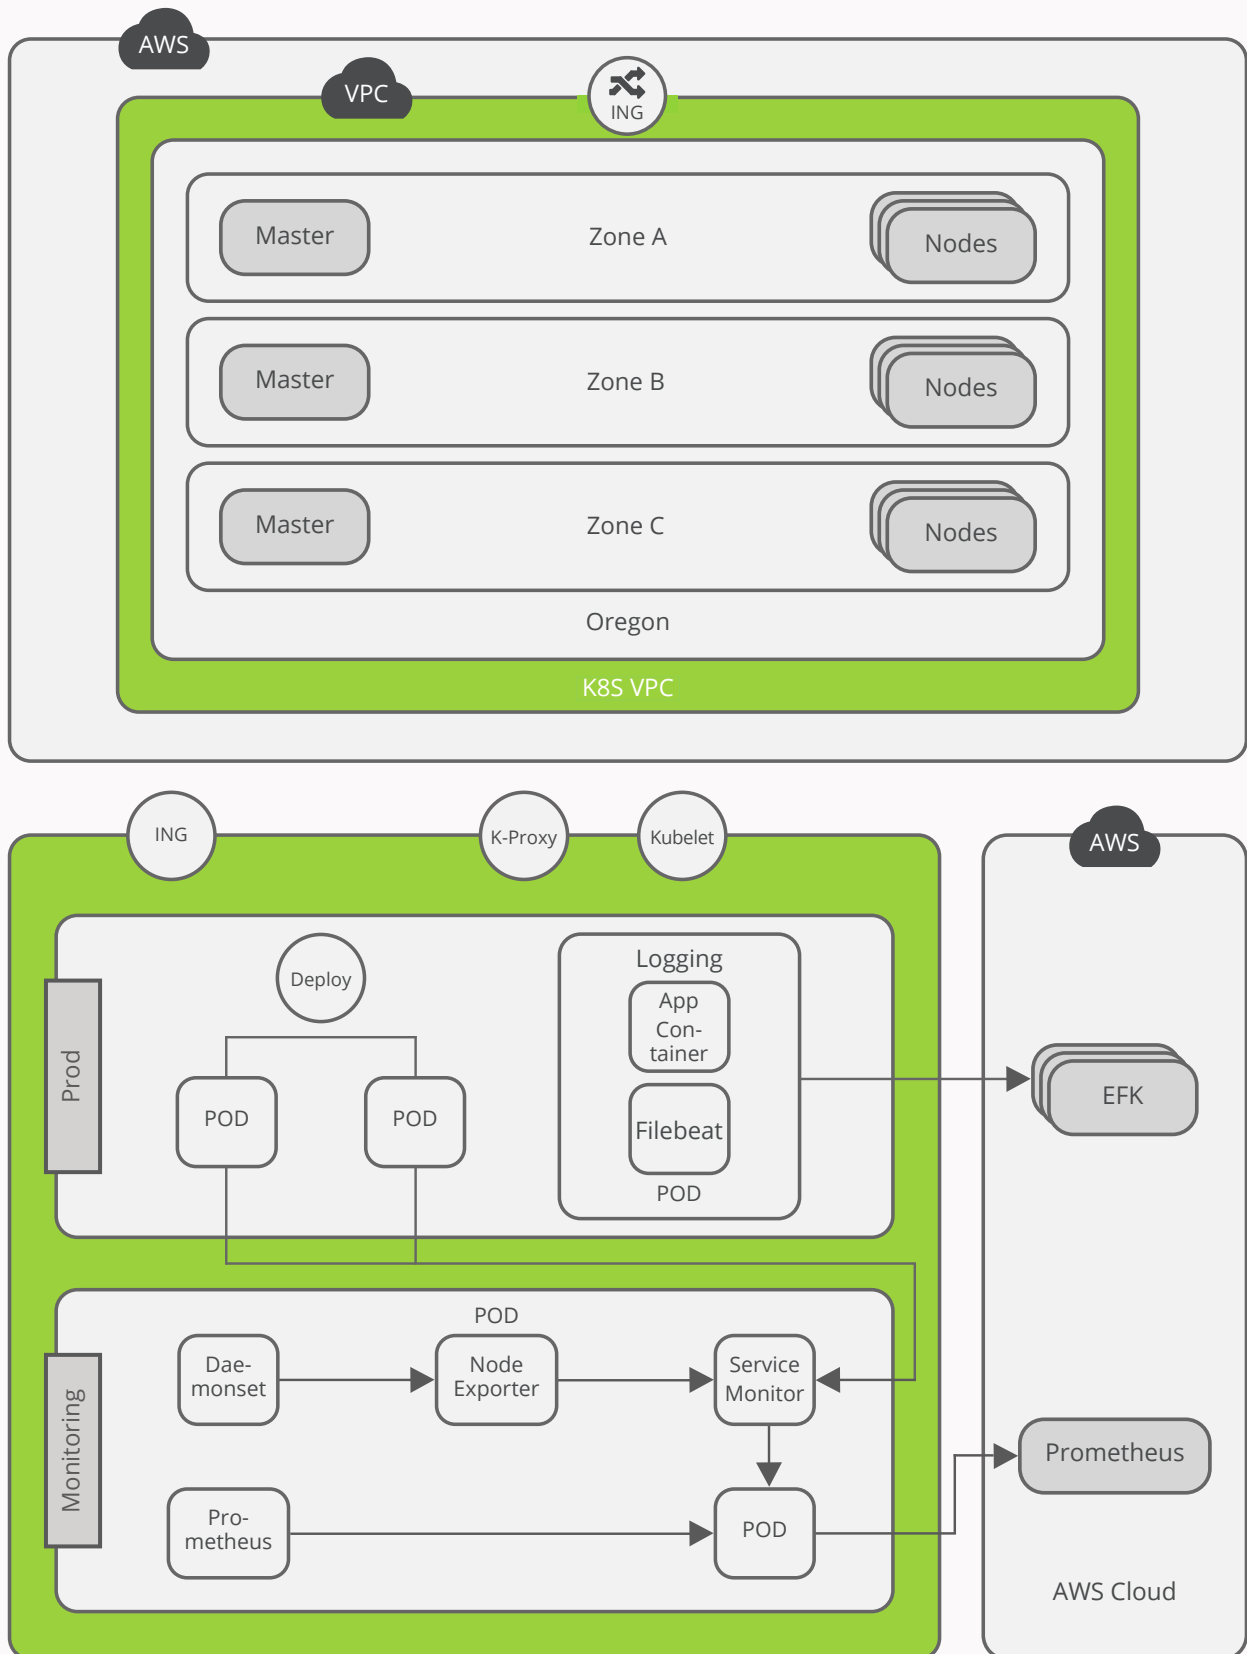 AWS
VPC
ING
Master
Zone A
Nodes
Master
Zone B
Nodes
Master
Zone C
Nodes
Oregon
K8S VPC
ING
K-Proxy
Kubelet
AWS
Prod
Deploy
POD
POD
Logging
App
Con-
tainer
Filebeat
POD
EFK
Monitoring
POD
Dae-
monset
Node
Exporter
Service
Monitor
Pro-
metheus
POD
Prometheus
AWS Cloud